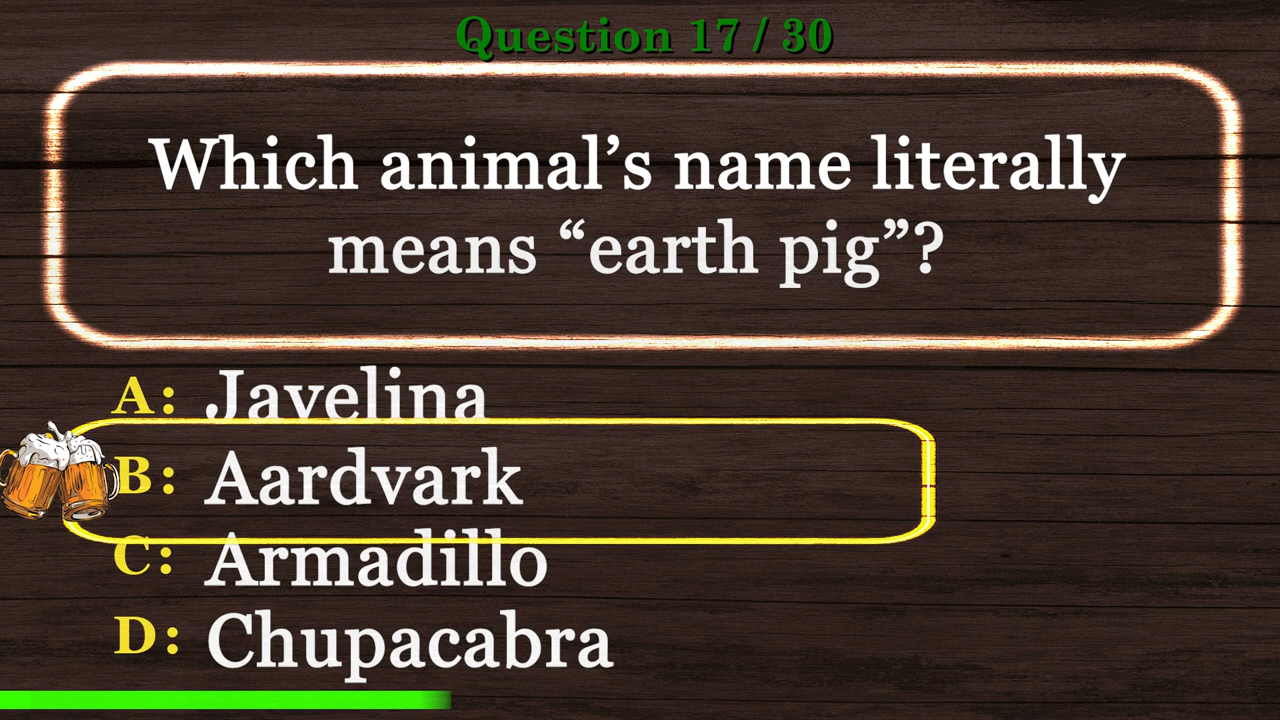 Question 17 / 30
Which animal’s name literally
means “earth pig”?
A: Javelina
B: Aardvark
C: Armadillo
D: Chupacabra